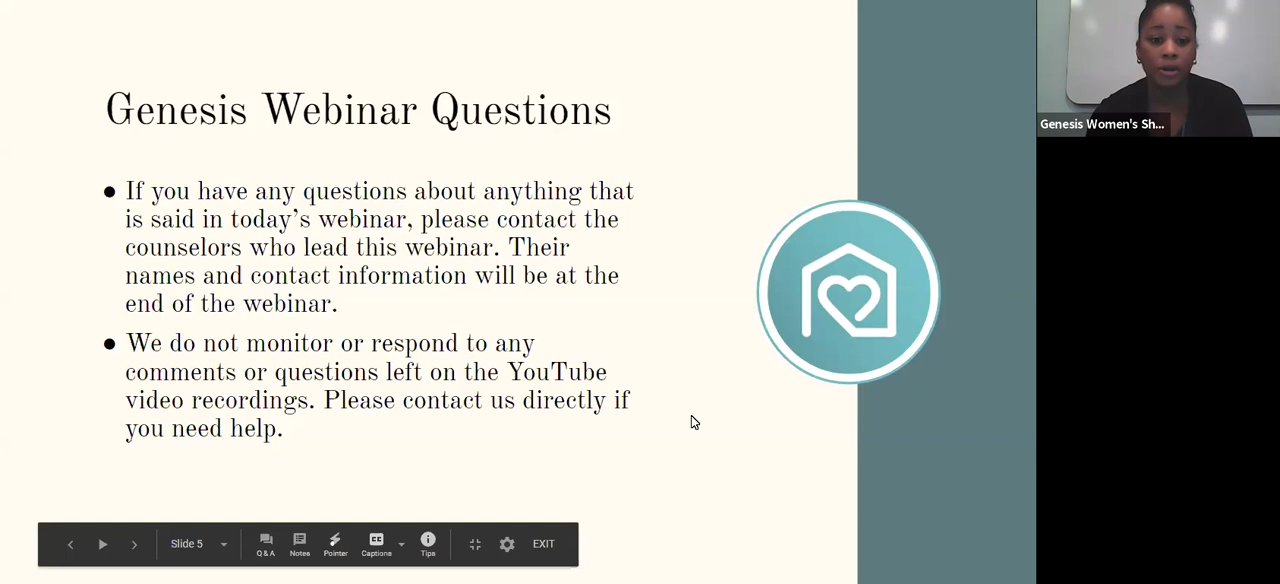 Genesis Webinar Questions
● If you have any questions about anything that
is said in today's webinar, please contact the
counselors who lead this webinar. Their
names and contact information will be at the
end of the webinar.
● We do not monitor or respond to any
comments or questions left on the YouTube
video recordings. Please contact us directly if
you need help.
Genesis Women's Sh...
Slide 5
Q & A
Notes
Pointer
CC
Captions
Tips
EXIT